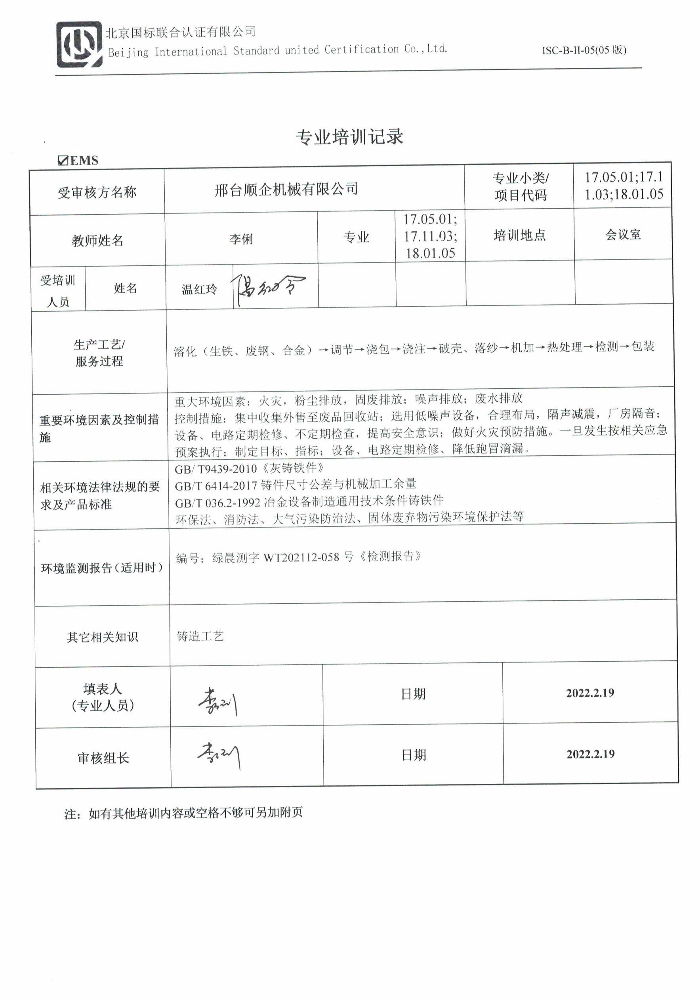 北京国标联合认证有限公司
Beijing International Standard united Certification Co.,Ltd.
ISC-B-II-05(05 版)
专业培训记录
☑EMS
受审核方名称
邢台顺企机械有限公司
专业小类/
项目代码
17.05.01;17.1
1.03;18.01.05
教师姓名
李俐
专业
17.05.01;
17.11.03;
18.01.05
培训地点
会议室
受培训
人员
姓名
温红玲
温红令
生产工艺/
服务过程
溶化（生铁、废钢、合金）→调节→浇包→浇注→破壳、落纱→机加→热处理→检测→包装
重要环境因素及控制措
施
重大环境因素：火灾，粉尘排放，固废排放；噪声排放；废水排放
控制措施：集中收集外售至废品回收站；选用低噪声设备，合理布局，隔声减震，厂房隔音；
设备、电路定期检修、不定期检查，提高安全意识；做好火灾预防措施。一旦发生按相关应急
预案执行；制定目标、指标；设备、电路定期检修、降低跑冒滴漏。
相关环境法律法规的要
求及产品标准
GB/ T9439-2010《灰铸铁件》
GB/T 6414-2017 铸件尺寸公差与机械加工余量
GB/T 036.2-1992 冶金设备制造通用技术条件铸铁件
环保法、消防法、大气污染防治法、固体废弃物污染环境保护法等
环境监测报告（适用时）
编号：绿晨测字 WT202112-058 号《检测报告》
其它相关知识
铸造工艺
填表人
(专业人员)
李俐
日期
2022.2.19
审核组长
李俐
日期
2022.2.19
注：如有其他培训内容或空格不够可另加附页